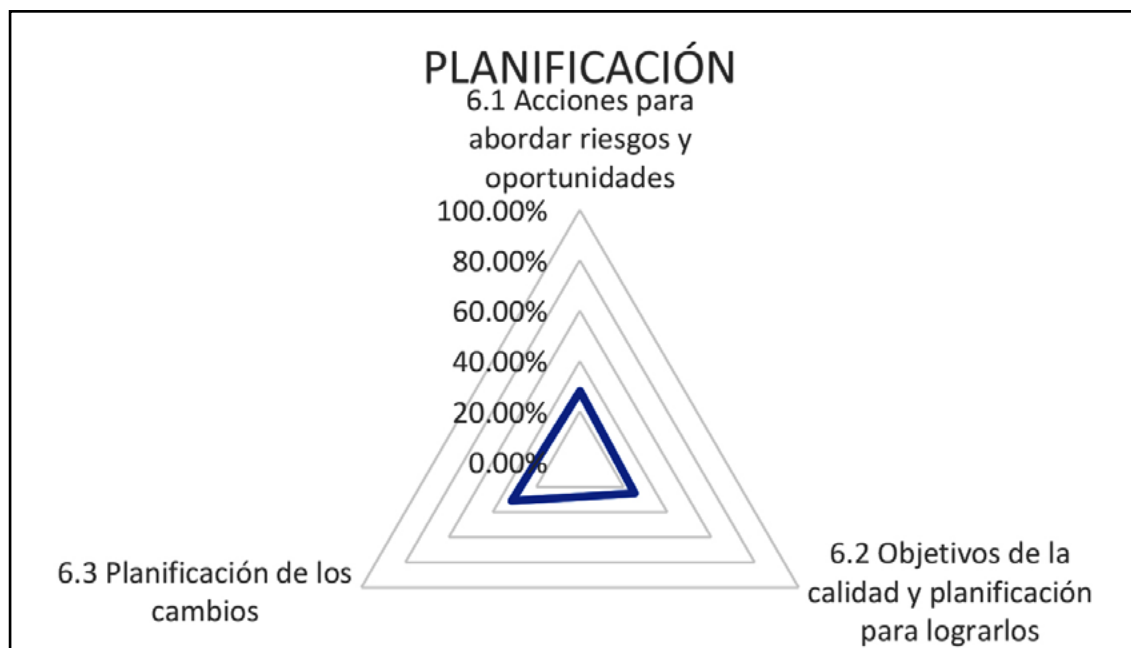 PLANIFICACIÓN
6.1 Acciones para
abordar riesgos y
oportunidades
100.00%
80.00%
60.00%
40.00%
20.00%
0.00%
6.2 Objetivos de la
calidad y planificación
para lograrlos
6.3 Planificación de los
cambios